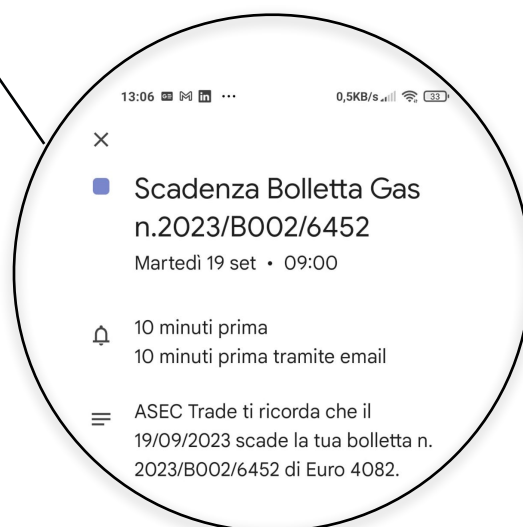 13:06 ...
0,5KB/s 33
Scadenza Bolletta Gas
n.2023/B002/6452
Martedì 19 set • 09:00
10 minuti prima
10 minuti prima tramite email
ASEC Trade ti ricorda che il
19/09/2023 scade la tua bolletta n.
2023/B002/6452 di Euro 4082.